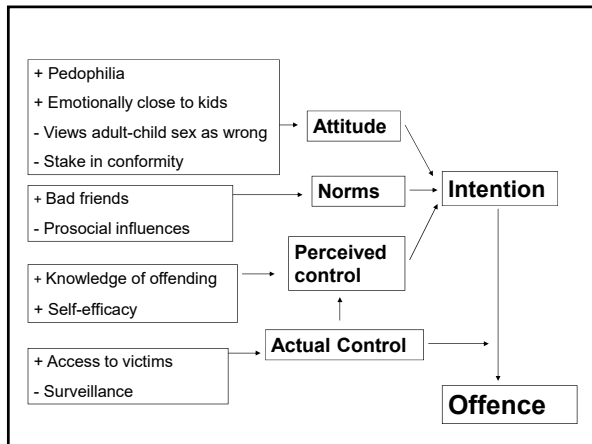 + Pedophilia
+ Emotionally close to kids
- Views adult-child sex as wrong
- Stake in conformity
Attitude
+ Bad friends
- Prosocial influences
Norms
Intention
+ Knowledge of offending
+ Self-efficacy
Perceived
control
+ Access to victims
- Surveillance
Actual Control
Offence